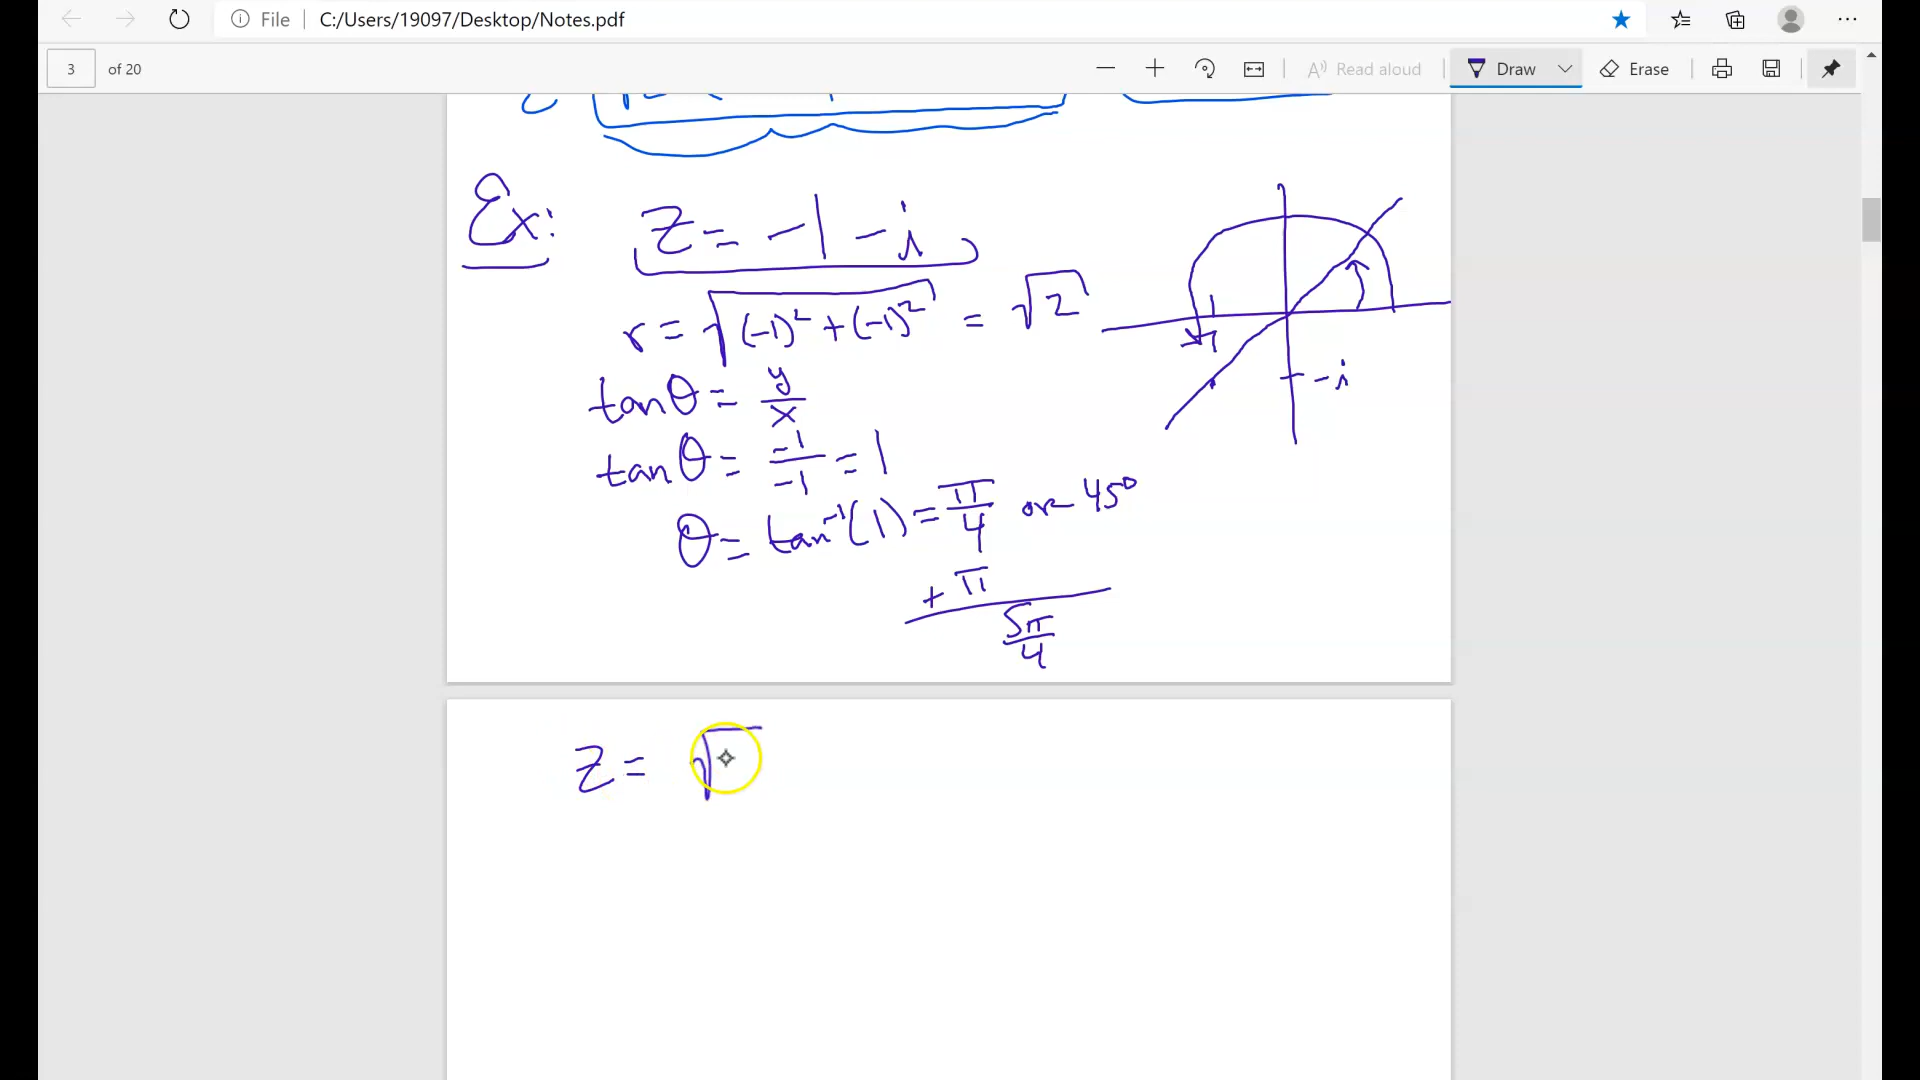 File C:/Users/19097/Desktop/Notes.pdf
3 of 20 Read aloud Draw Erase
Ex: z = -1 - i
r = √((-1)² + (-1)²) = √2
-1
-i
tanθ = y/x
tanθ = -1/-1 = 1
θ = tan⁻¹(1) = π/4 or 45°
+ π
5π/4
z = √